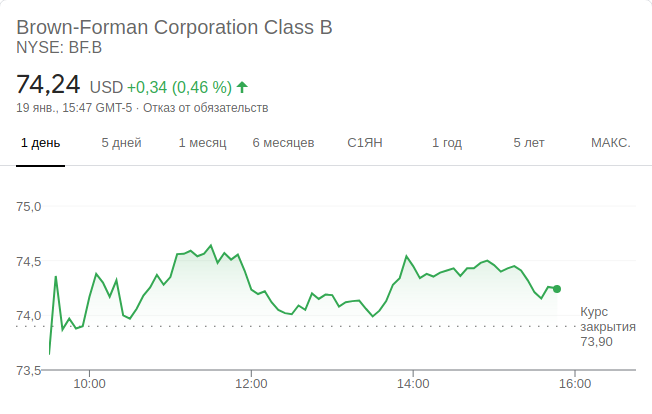 Brown-Forman Corporation Class B
NYSE: BF.B
74,24 USD +0,34 (0,46 %)
19 янв., 15:47 GMT-5 · Отказ от обязательств
1 день 5 дней 1 месяц 6 месяцев С1ЯН 1 год 5 лет МАКС.
75,0
74,5
74,0
Курс
закрытия
73,90
73,5
10:00 12:00 14:00 16:00